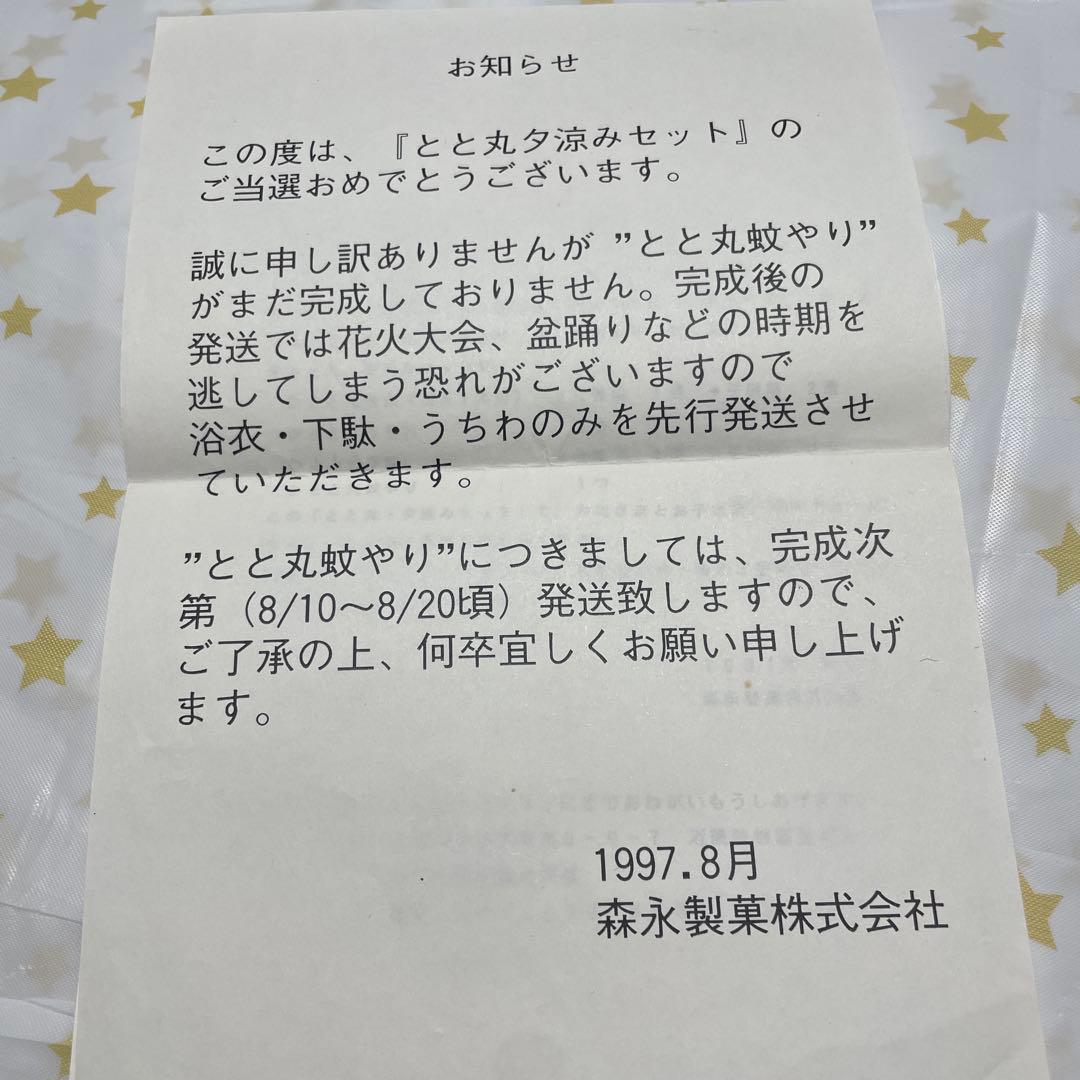 お知らせ
この度は、『とと丸夕涼みセット』の
ご当選おめでとうございます。
誠に申し訳ありませんが ”とと丸蚊やり”
がまだ完成しておりません。完成後の
発送では花火大会、盆踊りなどの時期を
逃してしまう恐れがございますので
浴衣・下駄・うちわのみを先行発送させ
ていただきます。
”とと丸蚊やり”につきましては、完成次
第（8/10～8/20頃）発送致しますので、
ご了承の上、何卒宜しくお願い申し上げ
ます。
1997.8月
森永製菓株式会社